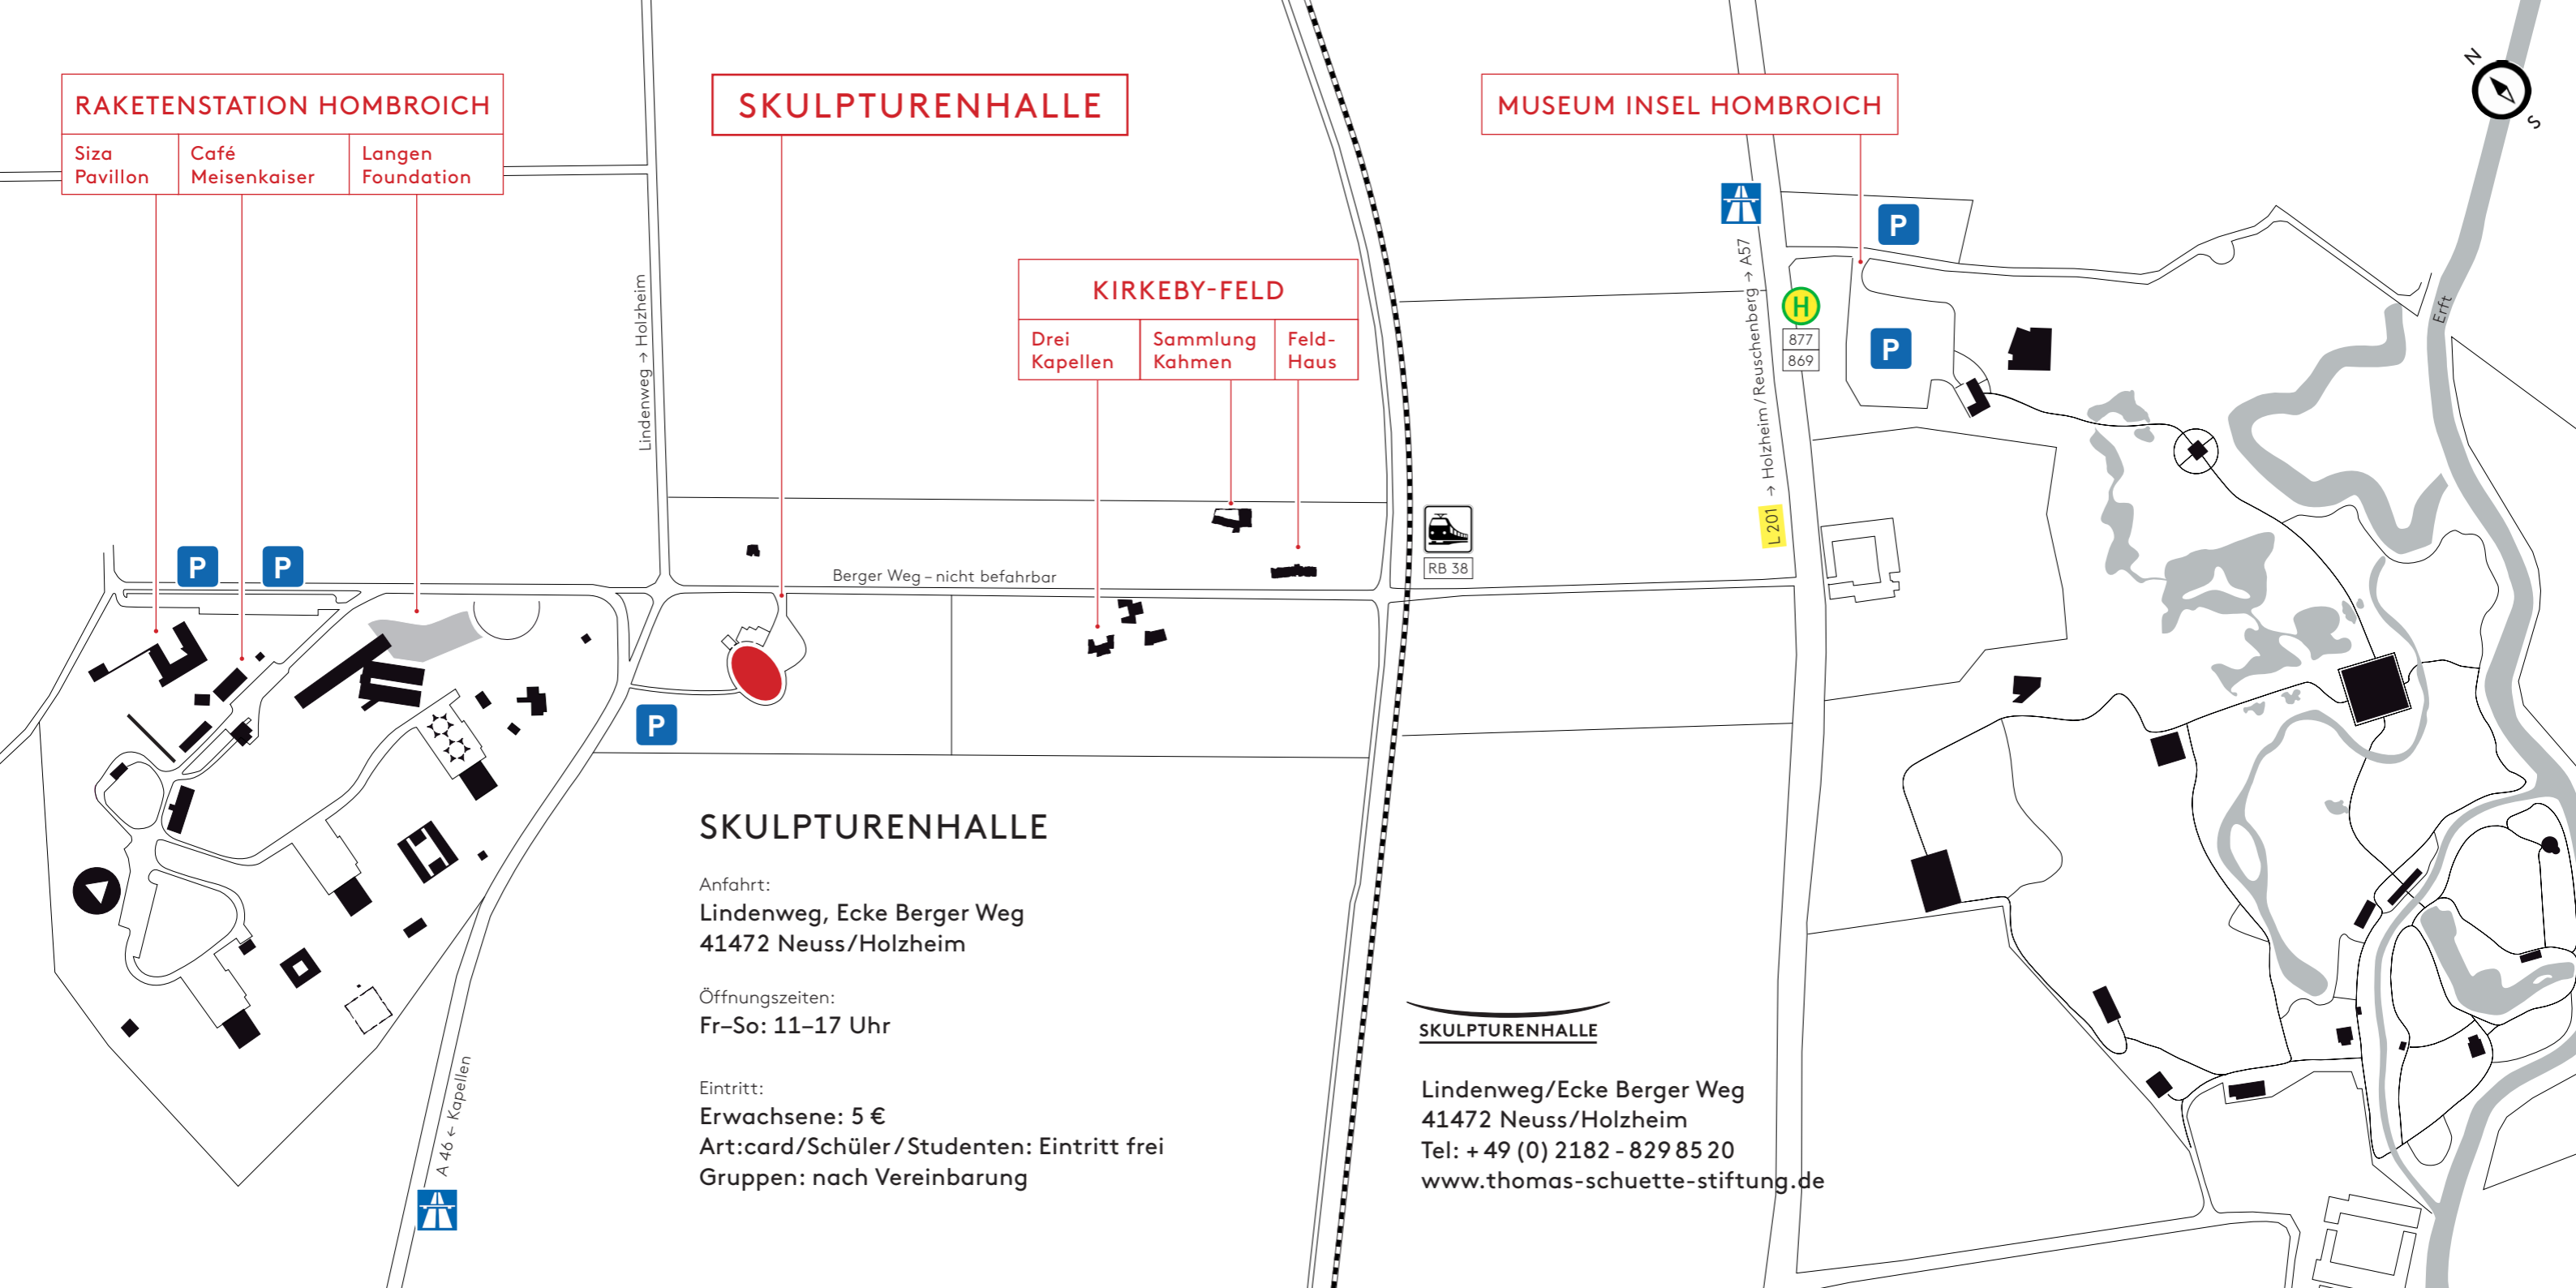 RAKETENSTATION HOMBROICH
Siza
Pavillon
Café
Meisenkaiser
Langen
Foundation
SKULPTURENHALLE
MUSEUM INSEL HOMBROICH
N
S
KIRKEBY-FELD
Drei
Kapellen
Sammlung
Kahmen
Feld-
Haus
Lindenweg → Holzheim
L 201 → Holzheim / Reuschenberg → A57
P
P
H
877
869
Erft
P
P
RB 38
Berger Weg – nicht befahrbar
P
SKULPTURENHALLE
Anfahrt:
Lindenweg, Ecke Berger Weg
41472 Neuss/Holzheim
Öffnungszeiten:
Fr–So: 11–17 Uhr
Eintritt:
Erwachsene: 5 €
Art:card/Schüler / Studenten: Eintritt frei
Gruppen: nach Vereinbarung
A 46 ← Kapellen
SKULPTURENHALLE
Lindenweg/Ecke Berger Weg
41472 Neuss/Holzheim
Tel: + 49 (0) 2182 - 829 85 20
www.thomas-schuette-stiftung.de